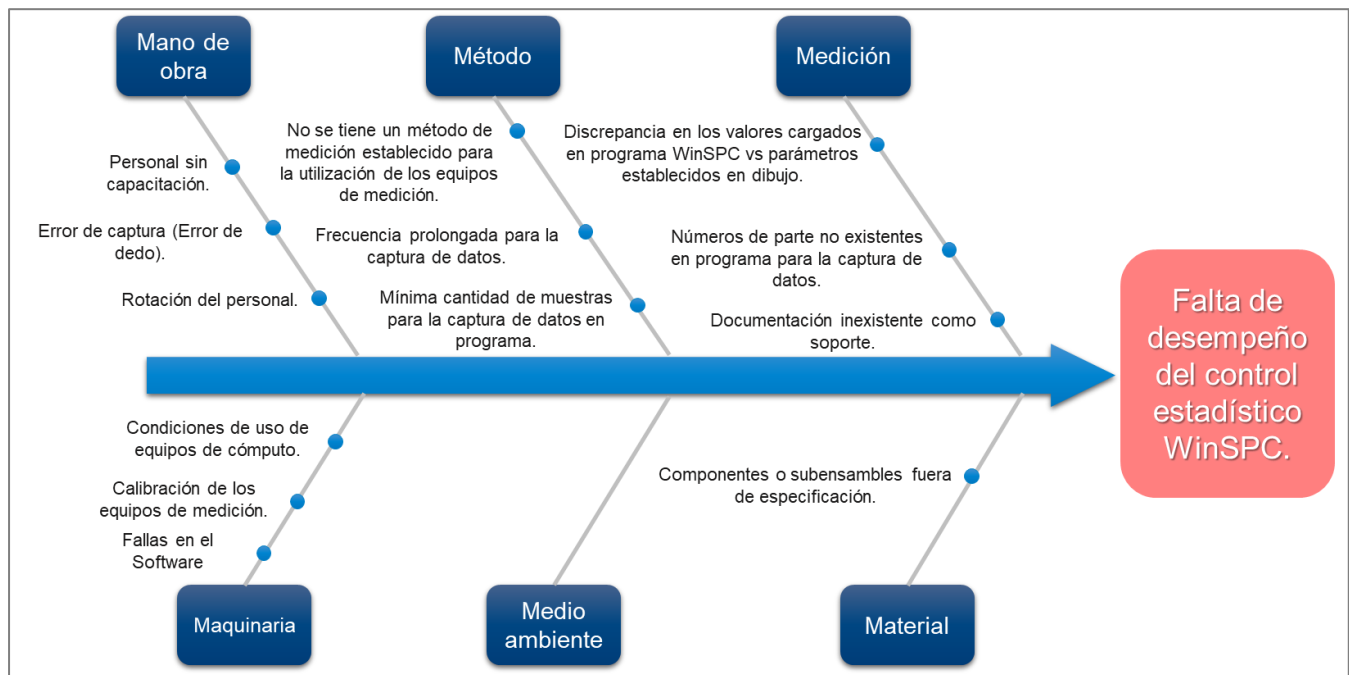 Mano de
obra
Método
Medición
Personal sin
capacitación.
Error de captura (Error de
dedo).
Rotación del personal.
No se tiene un método de
medición establecido para
la utilización de los equipos
de medición.
Frecuencia prolongada para la
captura de datos.
Mínima cantidad de muestras
para la captura de datos en
programa.
Discrepancia en los valores cargados
en programa WinSPC vs parámetros
establecidos en dibujo.
Números de parte no existentes
en programa para la captura de
datos.
Documentación inexistente como
soporte.
Falta de
desempeño
del control
estadístico
WinSPC.
Condiciones de uso de
equipos de cómputo.
Calibración de los
equipos de medición.
Fallas en el
Software
Componentes o subensambles fuera
de especificación.
Maquinaria
Medio
ambiente
Material